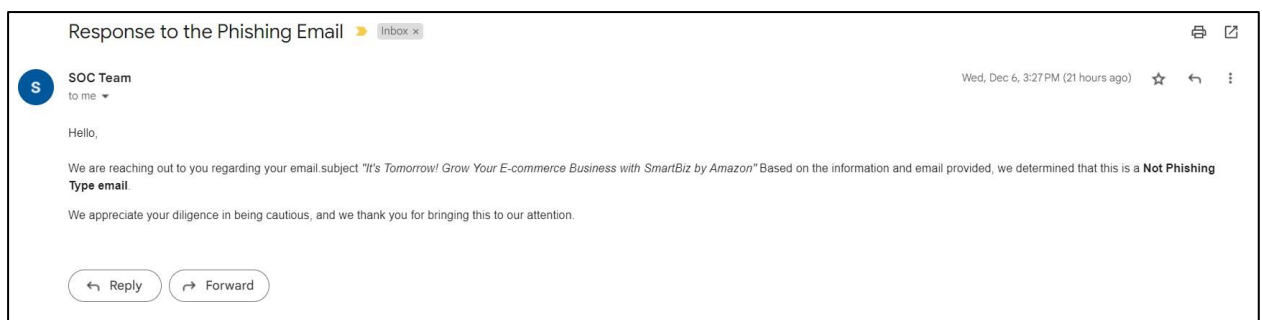 Response to the Phishing Email Inbox ×
SOC Team
Wed, Dec 6, 3:27 PM (21 hours ago)
to me
S
Hello,
We are reaching out to you regarding your email.subject "It's Tomorrow! Grow Your E-commerce Business with SmartBiz by Amazon" Based on the information and email provided, we determined that this is a Not Phishing
Type email.
We appreciate your diligence in being cautious, and we thank you for bringing this to our attention.
Reply Forward